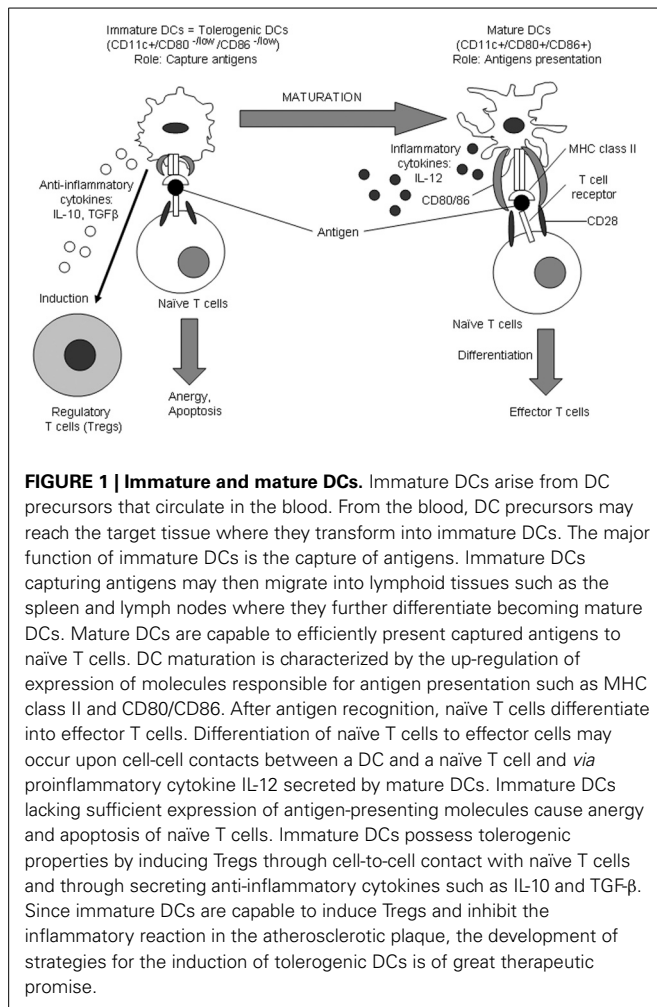 Immature DCs = Tolerogenic DCs
(CD11c+/CD80 -/low /CD86 -/low)
Role: Capture antigens
Mature DCs
(CD11c+/CD80+/CD86+)
Role: Antigens presentation
MATURATION
Anti-inflammatory
cytokines:
IL-10, TGFβ
Inflammatory
cytokines:
IL-12
CD80/86
MHC class II
T cell
receptor
CD28
Antigen
Induction
Naïve T cells
Naïve T cells
Differentiation
Regulatory
T cells (Tregs)
Anergy,
Apoptosis
Effector T cells
FIGURE 1 | Immature and mature DCs. Immature DCs arise from DC
precursors that circulate in the blood. From the blood, DC precursors may
reach the target tissue where they transform into immature DCs. The major
function of immature DCs is the capture of antigens. Immature DCs
capturing antigens may then migrate into lymphoid tissues such as the
spleen and lymph nodes where they further differentiate becoming mature
DCs. Mature DCs are capable to efficiently present captured antigens to
naïve T cells. DC maturation is characterized by the up-regulation of
expression of molecules responsible for antigen presentation such as MHC
class II and CD80/CD86. After antigen recognition, naïve T cells differentiate
into effector T cells. Differentiation of naïve T cells to effector cells may
occur upon cell-cell contacts between a DC and a naïve T cell and via
proinflammatory cytokine IL-12 secreted by mature DCs. Immature DCs
lacking sufficient expression of antigen-presenting molecules cause anergy
and apoptosis of naïve T cells. Immature DCs possess tolerogenic
properties by inducing Tregs through cell-to-cell contact with naïve T cells
and through secreting anti-inflammatory cytokines such as IL-10 and TGF-β.
Since immature DCs are capable to induce Tregs and inhibit the
inflammatory reaction in the atherosclerotic plaque, the development of
strategies for the induction of tolerogenic DCs is of great therapeutic
promise.